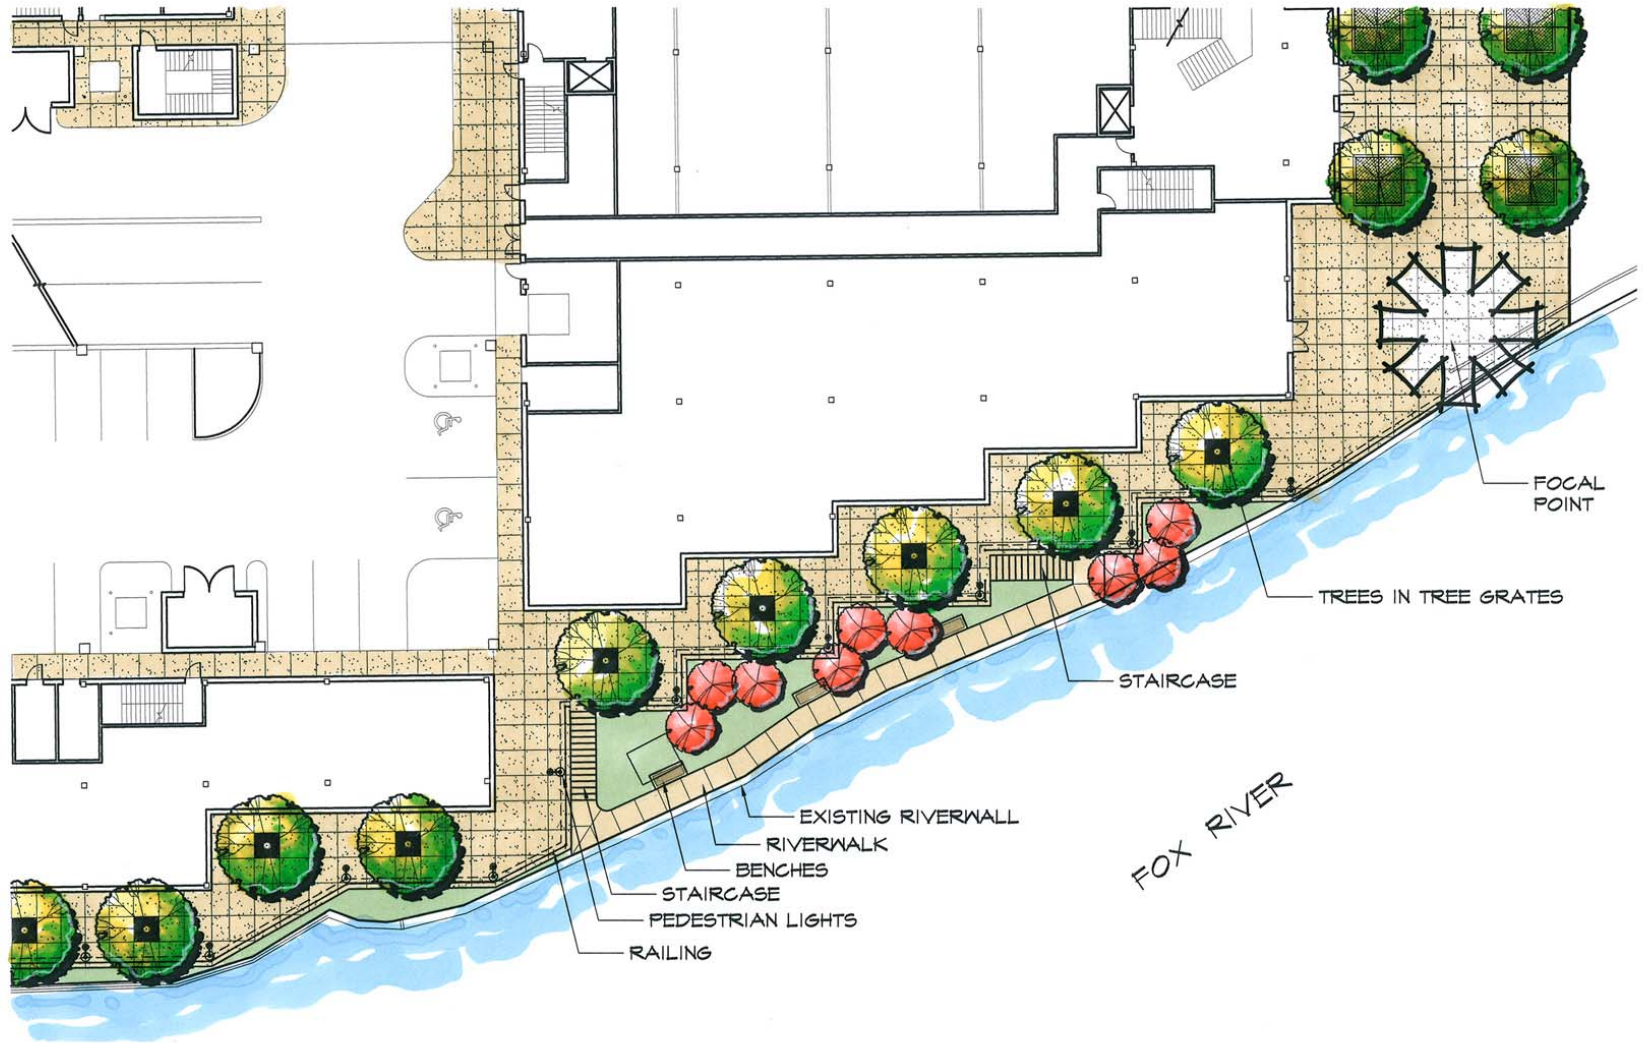 FOCAL
POINT
TREES IN TREE GRATES
STAIRCASE
EXISTING RIVERWALL
RIVERWALK
BENCHES
STAIRCASE
PEDESTRIAN LIGHTS
RAILING
FOX RIVER